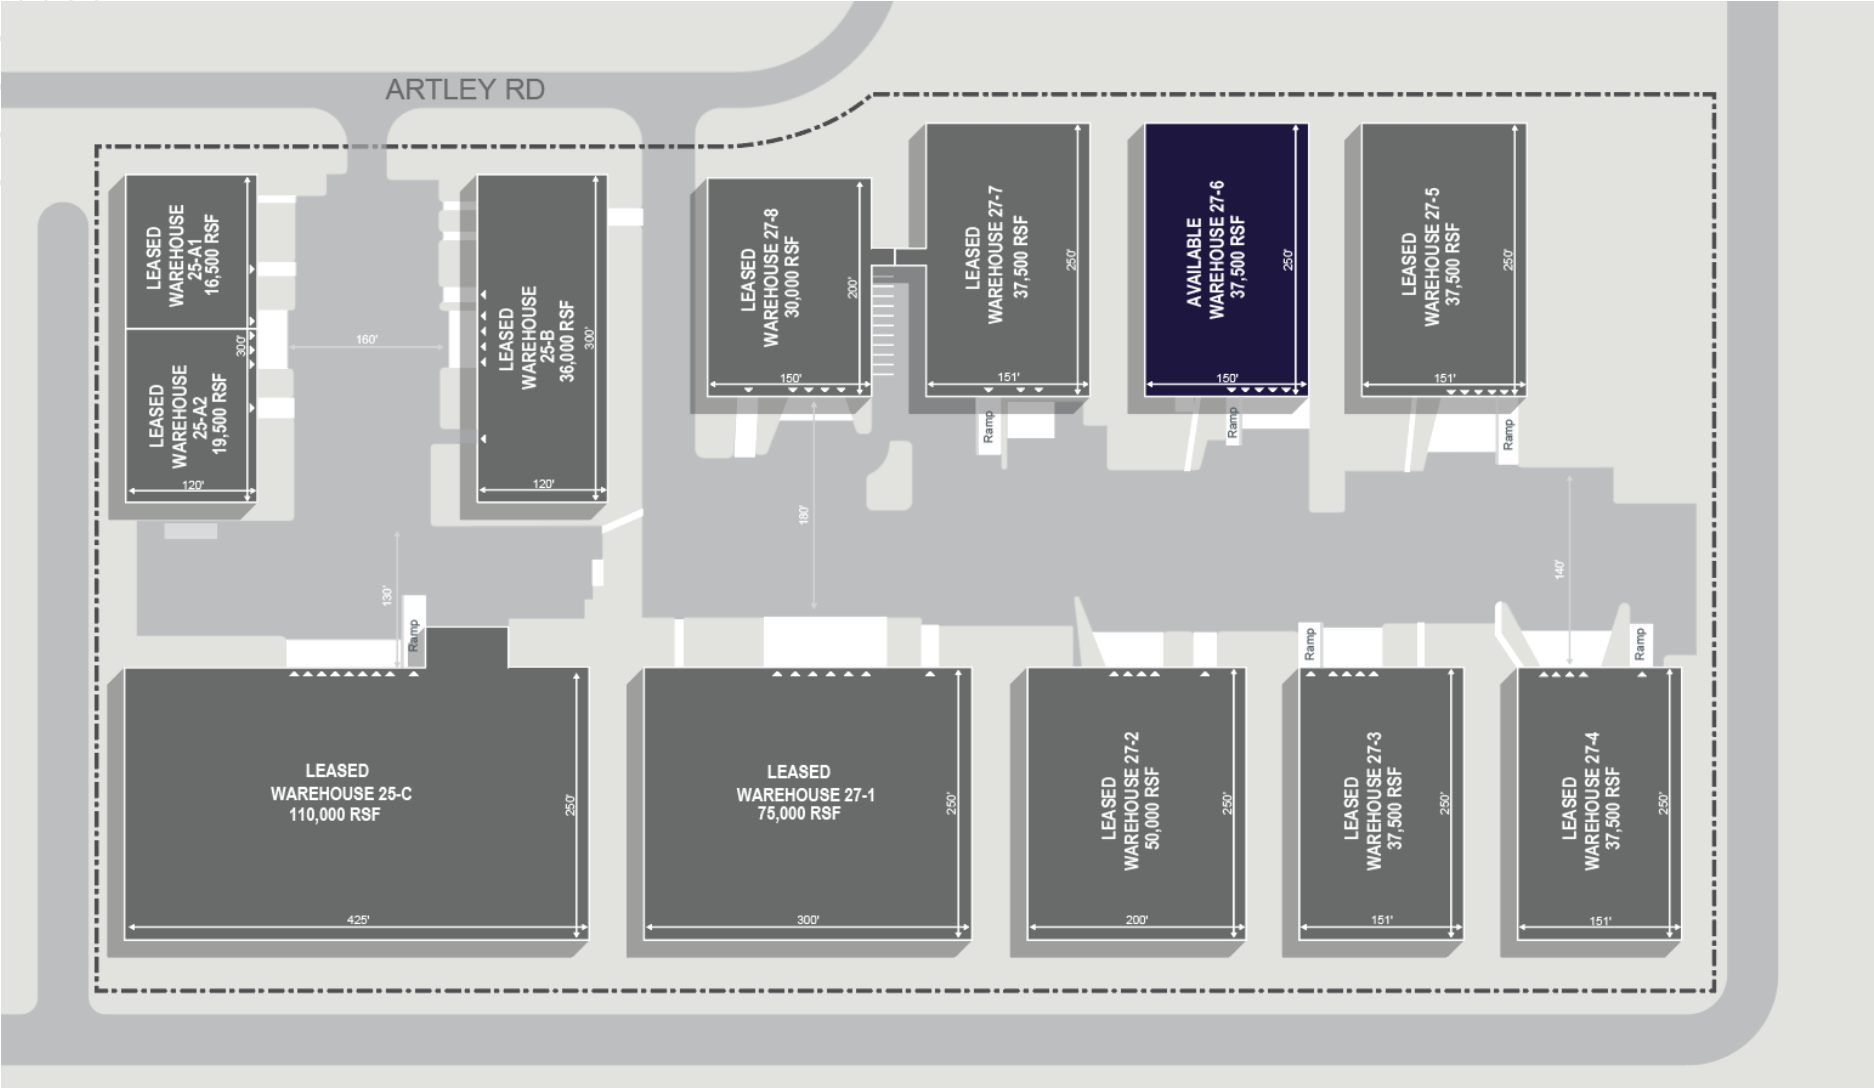 ARTLEY RD
LEASED
WAREHOUSE
25-A1
16,500 RSF
LEASED
WAREHOUSE
25-A2
19,500 RSF
300'
120'
160'
LEASED
WAREHOUSE
25-B
36,000 RSF
300'
120'
LEASED
WAREHOUSE 27-8
30,000 RSF
200'
150'
LEASED
WAREHOUSE 27-7
37,500 RSF
250'
151'
Ramp
AVAILABLE
WAREHOUSE 27-6
37,500 RSF
250'
150'
Ramp
LEASED
WAREHOUSE 27-5
37,500 RSF
250'
151'
Ramp
130'
180'
140'
Ramp
LEASED
WAREHOUSE 25-C
110,000 RSF
250'
425'
LEASED
WAREHOUSE 27-1
75,000 RSF
250'
300'
LEASED
WAREHOUSE 27-2
50,000 RSF
250'
200'
Ramp
LEASED
WAREHOUSE 27-3
37,500 RSF
250'
151'
Ramp
LEASED
WAREHOUSE 27-4
37,500 RSF
250'
151'